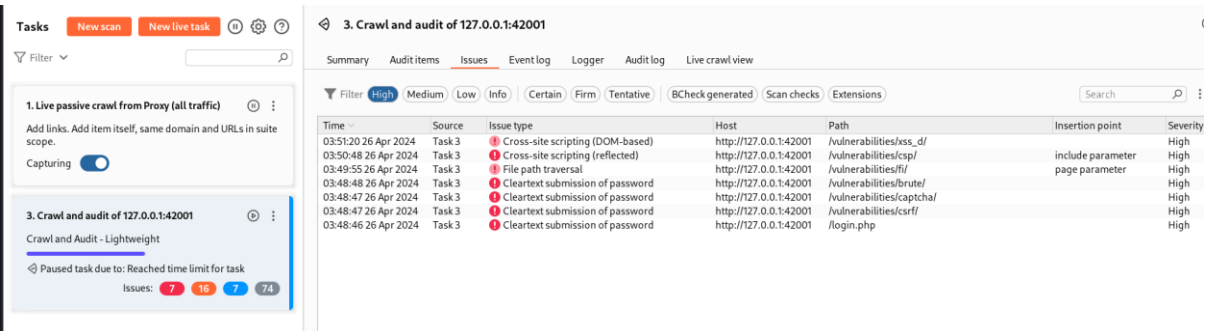 Tasks New scan New live task
Filter
1. Live passive crawl from Proxy (all traffic)
Add links. Add item itself, same domain and URLs in suite
scope.
Capturing
3. Crawl and audit of 127.0.0.1:42001
Crawl and Audit - Lightweight
Paused task due to: Reached time limit for task
Issues: 7 16 7 74
3. Crawl and audit of 127.0.0.1:42001
Summary Audit items Issues Event log Logger Audit log Live crawl view
Filter High Medium Low Info Certain Firm Tentative BCheck generated Scan checks Extensions Search
Time Source Issue type Host Path Insertion point Severity
03:51:20 26 Apr 2024 Task 3 Cross-site scripting (DOM-based) http://127.0.0.1:42001 /vulnerabilities/xss_d/ High
03:50:48 26 Apr 2024 Task 3 Cross-site scripting (reflected) http://127.0.0.1:42001 /vulnerabilities/csp/ include parameter High
03:49:55 26 Apr 2024 Task 3 File path traversal http://127.0.0.1:42001 /vulnerabilities/fi/ page parameter High
03:48:48 26 Apr 2024 Task 3 Cleartext submission of password http://127.0.0.1:42001 /vulnerabilities/brute/ High
03:48:47 26 Apr 2024 Task 3 Cleartext submission of password http://127.0.0.1:42001 /vulnerabilities/captcha/ High
03:48:47 26 Apr 2024 Task 3 Cleartext submission of password http://127.0.0.1:42001 /vulnerabilities/csrf/ High
03:48:46 26 Apr 2024 Task 3 Cleartext submission of password http://127.0.0.1:42001 /login.php High